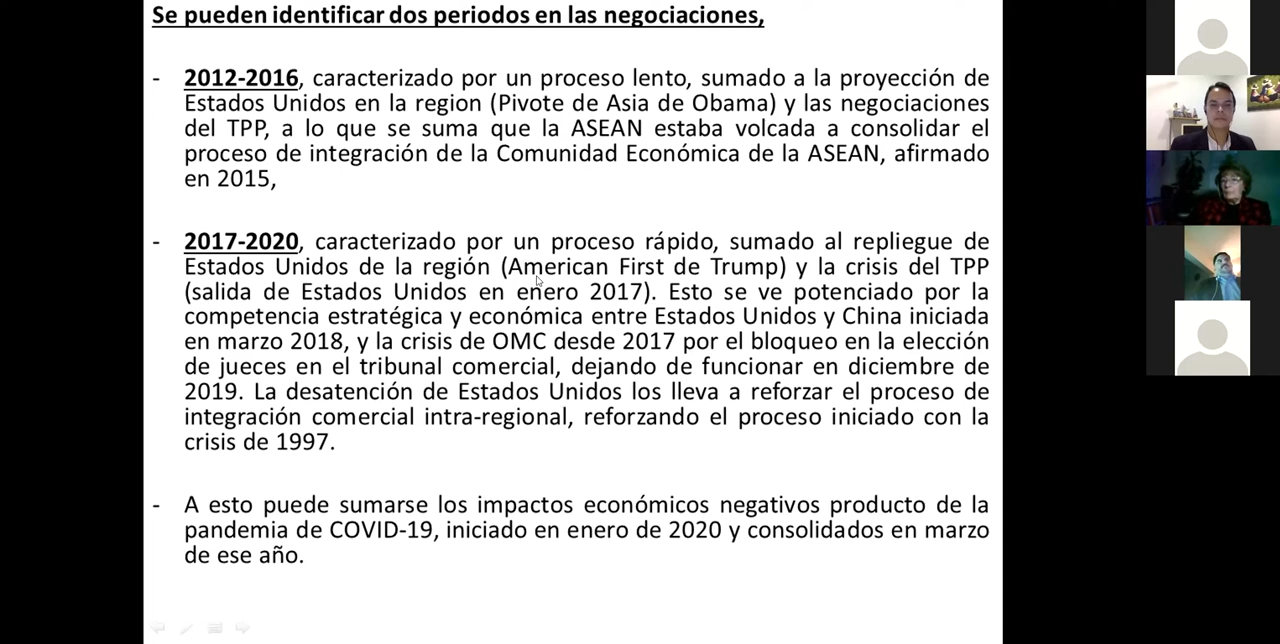 Se pueden identificar dos periodos en las negociaciones,
- 2012-2016, caracterizado por un proceso lento, sumado a la proyección de
Estados Unidos en la region (Pivote de Asia de Obama) y las negociaciones
del TPP, a lo que se suma que la ASEAN estaba volcada a consolidar el
proceso de integración de la Comunidad Económica de la ASEAN, afirmado
en 2015,
- 2017-2020, caracterizado por un proceso rápido, sumado al repliegue de
Estados Unidos de la región (American First de Trump) y la crisis del TPP
(salida de Estados Unidos en enero 2017). Esto se ve potenciado por la
competencia estratégica y económica entre Estados Unidos y China iniciada
en marzo 2018, y la crisis de OMC desde 2017 por el bloqueo en la elección
de jueces en el tribunal comercial, dejando de funcionar en diciembre de
2019. La desatención de Estados Unidos los lleva a reforzar el proceso de
integración comercial intra-regional, reforzando el proceso iniciado con la
crisis de 1997.
- A esto puede sumarse los impactos económicos negativos producto de la
pandemia de COVID-19, iniciado en enero de 2020 y consolidados en marzo
de ese año.